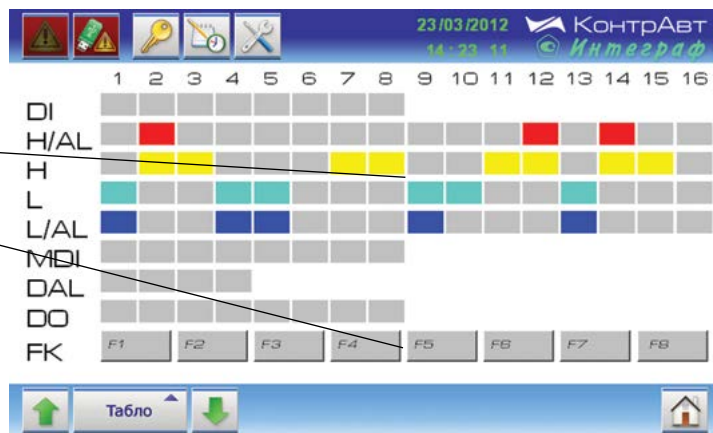 23/03/2012 КонтрАвт
14:23 11 Интеграф
1 2 3 4 5 6 7 8 9 10 11 12 13 14 15 16
DI
H/AL
H
L
L/AL
MDI
DAL
DO
FK F1 F2 F3 F4 F5 F6 F7 F8
Табло